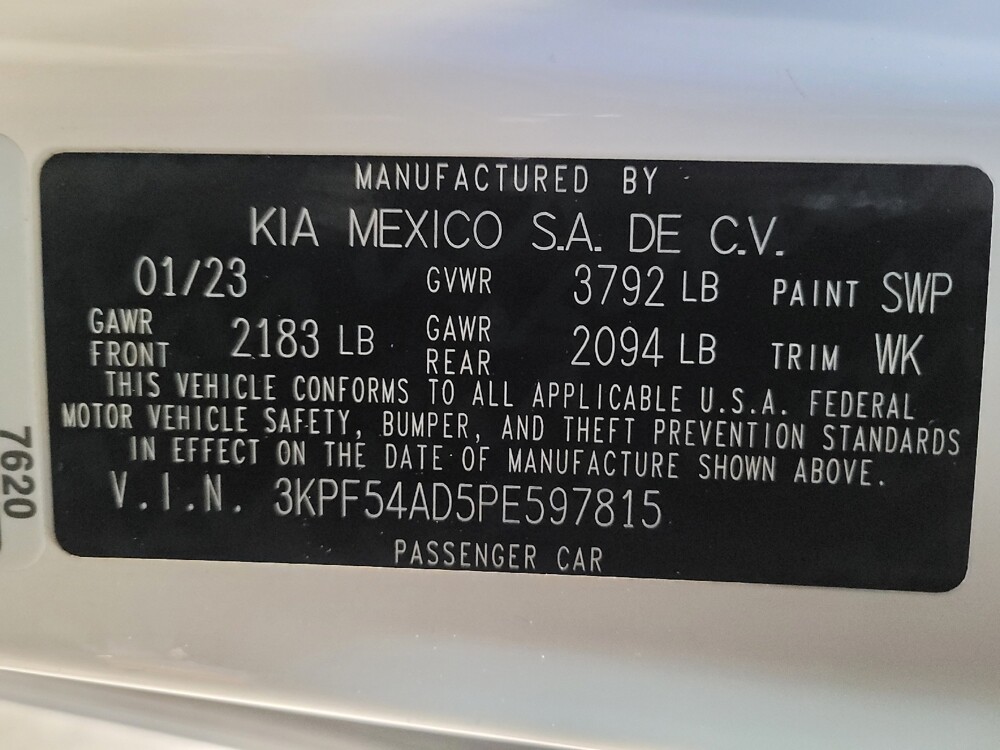 MANUFACTURED BY
KIA MEXICO S.A. DE C.V.
01/23 GVWR 3792 LB PAINT SWP
GAWR FRONT 2183 LB GAWR REAR 2094 LB TRIM WK
THIS VEHICLE CONFORMS TO ALL APPLICABLE U.S.A. FEDERAL
MOTOR VEHICLE SAFETY, BUMPER, AND THEFT PREVENTION STANDARDS
IN EFFECT ON THE DATE OF MANUFACTURE SHOWN ABOVE.
V.I.N. 3KPF54AD5PE597815
PASSENGER CAR
7620